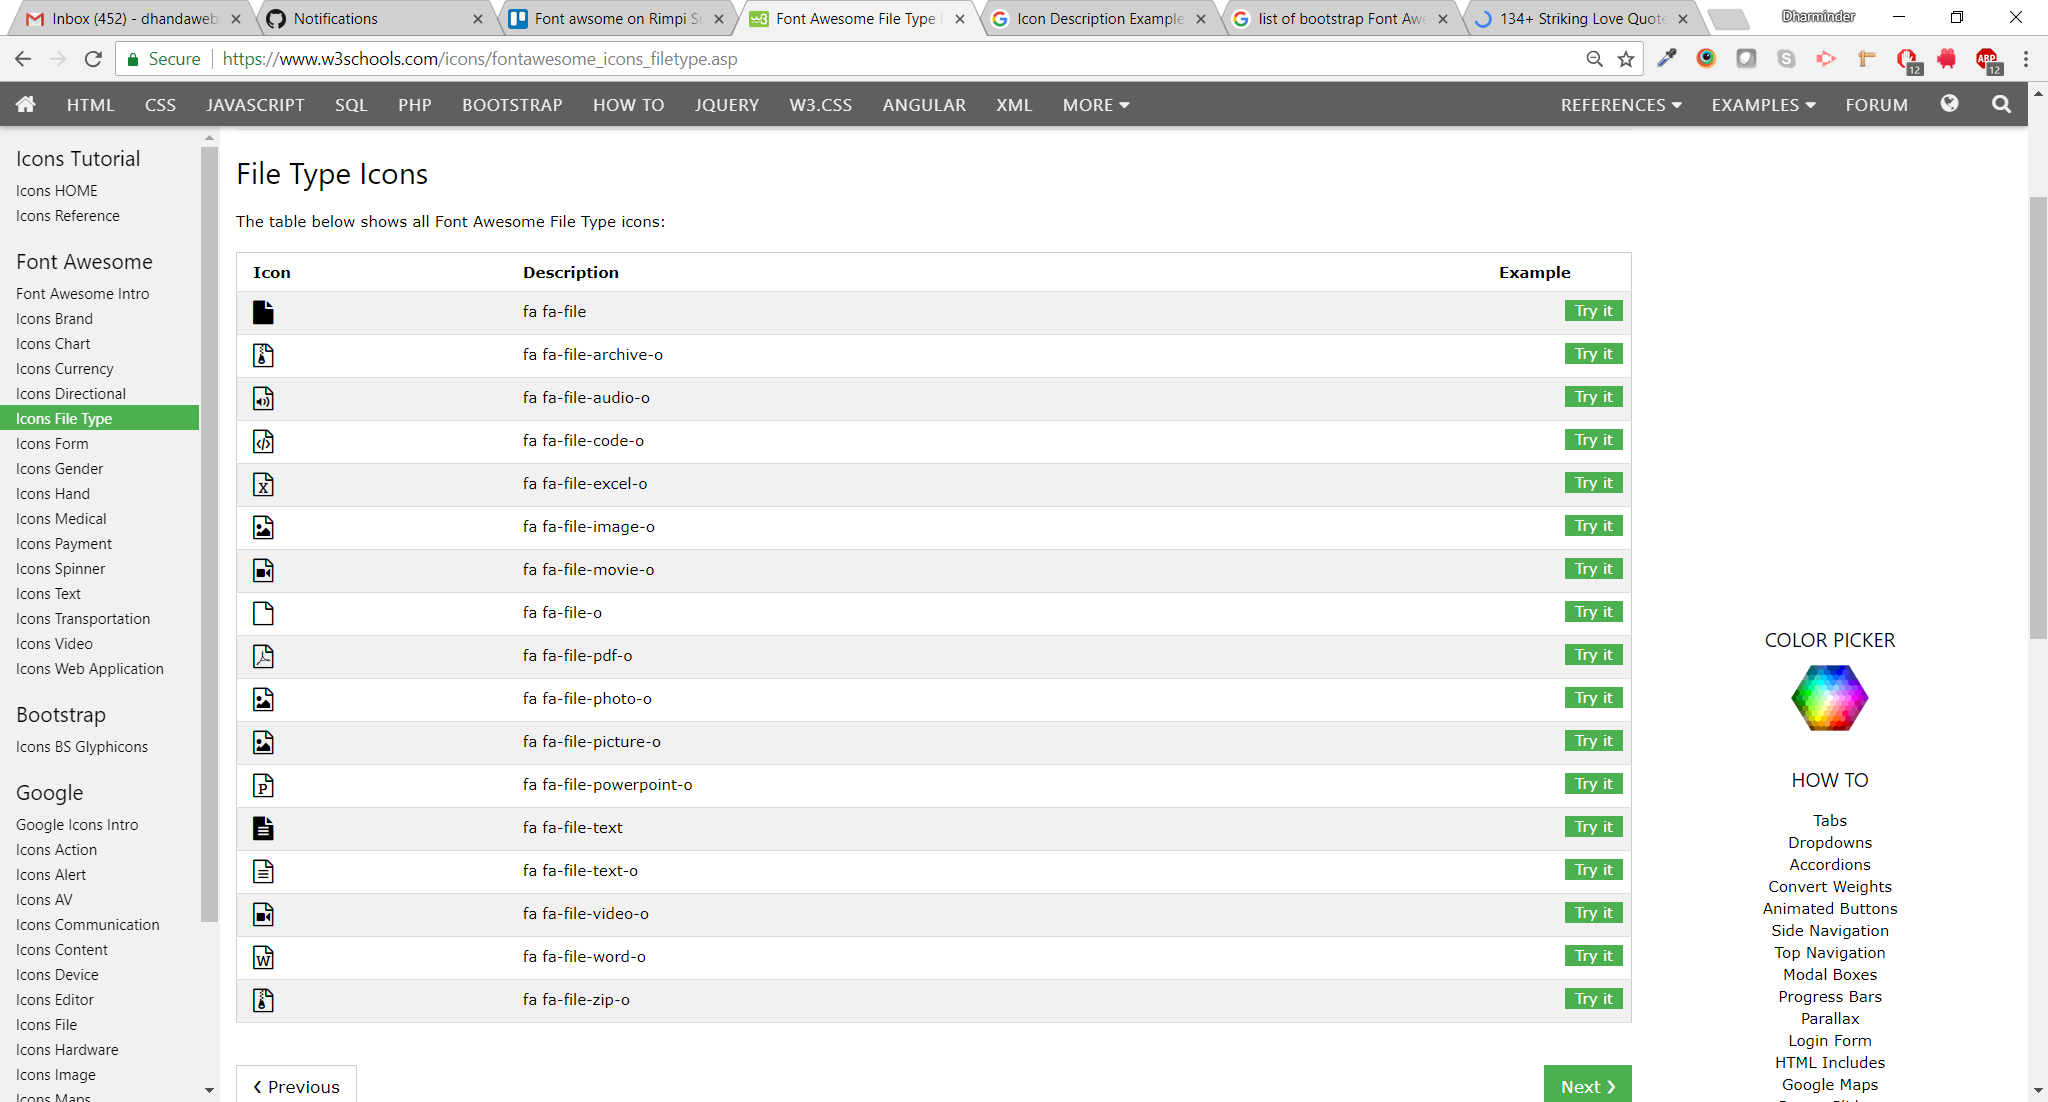 Inbox (452) - dhandaweb
Notifications
Font awsome on Rimpi S
Font Awesome File Type
Icon Description Example
list of bootstrap Font Aw
134+ Striking Love Quote
Dharminder
Secure
https://www.w3schools.com/icons/fontawesome_icons_filetype.asp
12
ABP
12
HTML
CSS
JAVASCRIPT
SQL
PHP
BOOTSTRAP
HOW TO
JQUERY
W3.CSS
ANGULAR
XML
MORE
REFERENCES
EXAMPLES
FORUM
Icons Tutorial
Icons HOME
Icons Reference
Font Awesome
Font Awesome Intro
Icons Brand
Icons Chart
Icons Currency
Icons Directional
Icons File Type
Icons Form
Icons Gender
Icons Hand
Icons Medical
Icons Payment
Icons Spinner
Icons Text
Icons Transportation
Icons Video
Icons Web Application
Bootstrap
Icons BS Glyphicons
Google
Google Icons Intro
Icons Action
Icons Alert
Icons AV
Icons Communication
Icons Content
Icons Device
Icons Editor
Icons File
Icons Hardware
Icons Image
Icons Maps
File Type Icons
The table below shows all Font Awesome File Type icons:
Icon Description Example
fa fa-file Try it
fa fa-file-archive-o Try it
fa fa-file-audio-o Try it
fa fa-file-code-o Try it
fa fa-file-excel-o Try it
fa fa-file-image-o Try it
fa fa-file-movie-o Try it
fa fa-file-o Try it
fa fa-file-pdf-o Try it
fa fa-file-photo-o Try it
fa fa-file-picture-o Try it
fa fa-file-powerpoint-o Try it
fa fa-file-text Try it
fa fa-file-text-o Try it
fa fa-file-video-o Try it
fa fa-file-word-o Try it
fa fa-file-zip-o Try it
❮ Previous
Next ❯
COLOR PICKER
HOW TO
Tabs
Dropdowns
Accordions
Convert Weights
Animated Buttons
Side Navigation
Top Navigation
Modal Boxes
Progress Bars
Parallax
Login Form
HTML Includes
Google Maps